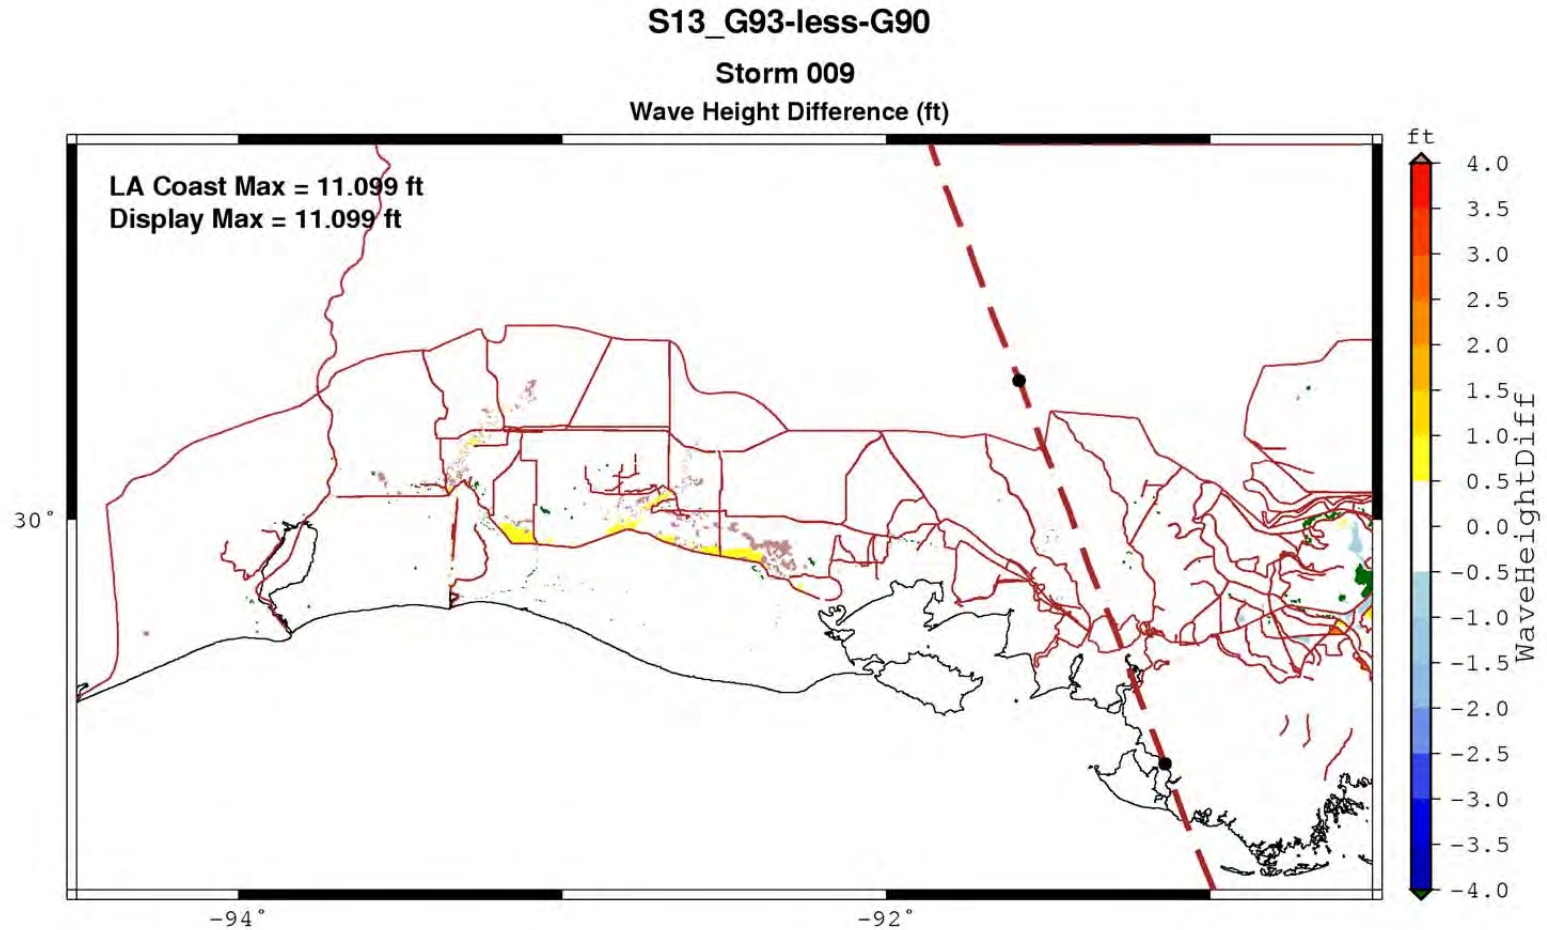 S13_G93-less-G90
Storm 009
Wave Height Difference (ft)
ft
LA Coast Max = 11.099 ft
Display Max = 11.099 ft
4.0
3.5
3.0
2.5
2.0
1.5
1.0
0.5
0.0
−0.5
−1.0
−1.5
−2.0
−2.5
−3.0
−3.5
−4.0
WaveHeightDiff
30°
−94°
−92°